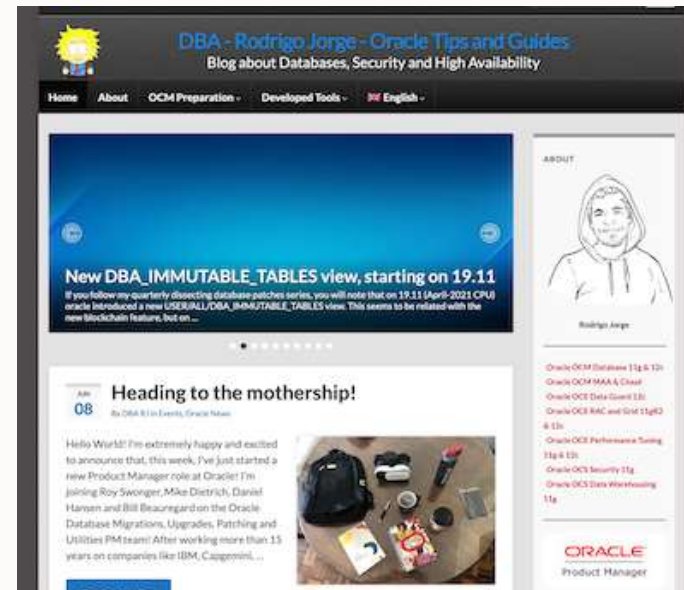 DBA - Rodrigo Jorge - Oracle Tips and Guides
Blog about Databases, Security and High Availability
Home About OCM Preparation Developed Tools English
New DBA_IMMUTABLE_TABLES view, starting on 19.11
If you follow my quarterly dissecting database patches series, you will note that on 19.11 (April-2021 CPU)
oracle introduced a new USER/ALL/DBA_IMMUTABLE_TABLES view. This seems to be related with the
new blockchain feature, but on ...
JUN
08
Heading to the mothership!
By DBA RJ in Events, Oracle News
Hello World! I'm extremely happy and excited
to announce that, this week, I've just started a
new Product Manager role at Oracle! I'm
joining Roy Swonger, Mike Dietrich, Daniel
Hansen and Bill Beauregard on the Oracle
Database Migrations, Upgrades, Patching and
Utilities PM team! After working more than 15
years on companies like IBM, Capgemini, ...
ABOUT
Rodrigo Jorge
Oracle OCM Database 11g & 12c
Oracle OCM MAA & Cloud
Oracle OCE Data Guard 12c
Oracle OCE RAC and Grid 11gR2
& 12c
Oracle OCE Performance Tuning
11g & 12c
Oracle OCS Security 11g
Oracle OCS Data Warehousing
11g
ORACLE
Product Manager